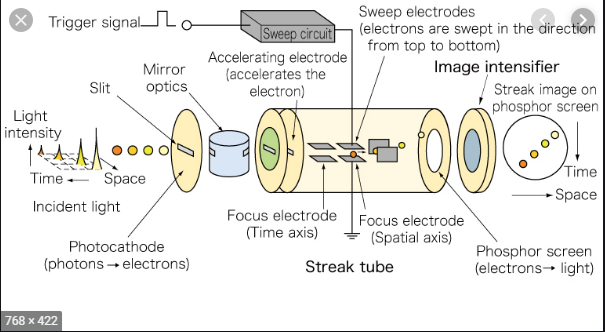 Trigger signal
Sweep circuit
Sweep electrodes
(electrons are swept in the direction
from top to bottom)
Accelerating electrode
(accelerates the
electron)
Mirror
optics
Slit
Image intensifier
Streak image on
phosphor screen
Light
intensity
Time
Space
Incident light
Time
Space
Photocathode
(photons → electrons)
Focus electrode
(Time axis)
Focus electrode
(Spatial axis)
Streak tube
Phosphor screen
(electrons→ light)
768 × 422